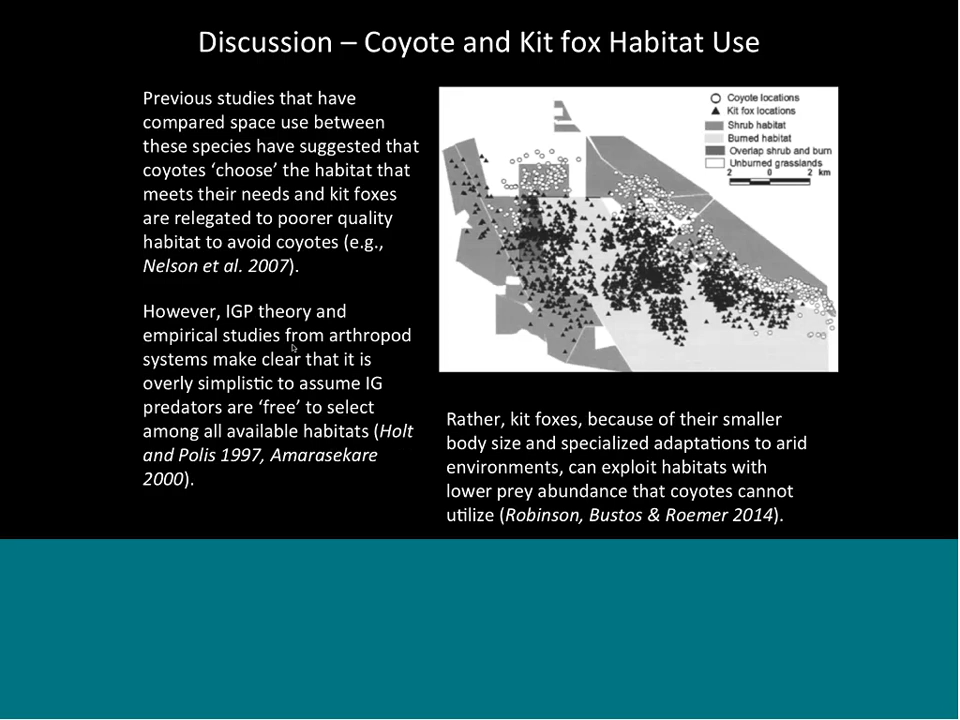 Discussion – Coyote and Kit fox Habitat Use
Previous studies that have
compared space use between
these species have suggested that
coyotes ‘choose’ the habitat that
meets their needs and kit foxes
are relegated to poorer quality
habitat to avoid coyotes (e.g.,
Nelson et al. 2007).
However, IGP theory and
empirical studies from arthropod
systems make clear that it is
overly simplistic to assume IG
predators are ‘free’ to select
among all available habitats (Holt
and Polis 1997, Amarasekare
2000).
Coyote locations
Kit fox locations
Shrub habitat
Burned habitat
Overlap shrub and burn
Unburned grasslands
2 0 2 km
Rather, kit foxes, because of their smaller
body size and specialized adaptations to arid
environments, can exploit habitats with
lower prey abundance that coyotes cannot
utilize (Robinson, Bustos & Roemer 2014).